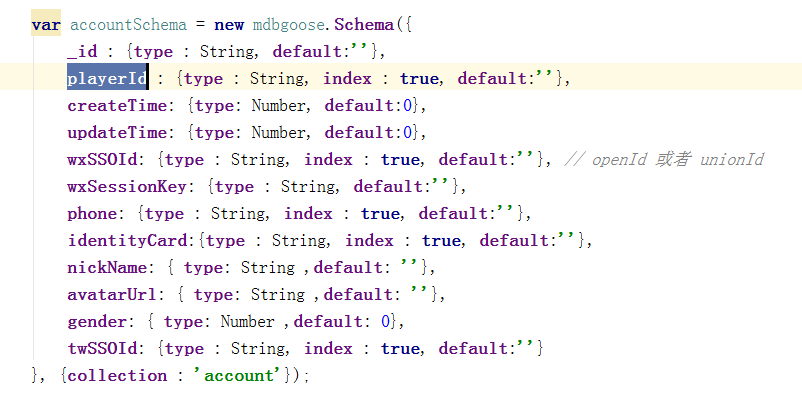 var accountSchema = new mdbgoose.Schema({
_id : {type : String, default:''},
playerId : {type : String, index : true, default:''},
createTime: {type: Number, default:0},
updateTime: {type: Number, default:0},
wxSSOId: {type : String, index : true, default:''}, // openId 或者 unionId
wxSessionKey: {type : String, default:''},
phone: {type : String, index : true, default:''},
identityCard:{type : String, index : true, default:''},
nickName: { type: String ,default: ''},
avatarUrl: { type: String ,default: ''},
gender: { type: Number ,default: 0},
twSSOId: {type : String, index : true, default:''}
}, {collection : 'account'});